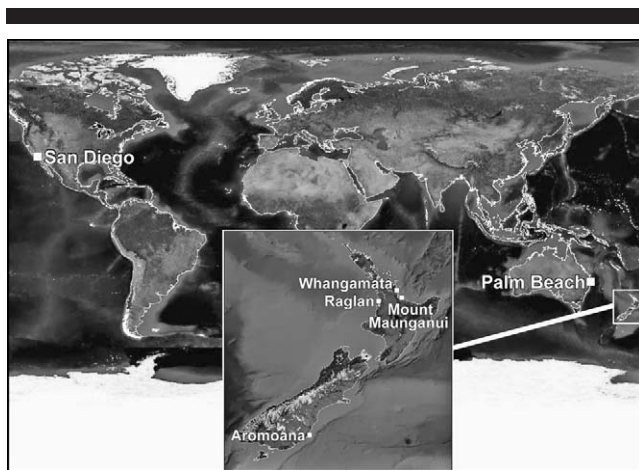 San Diego
Palm Beach
Whangamata
Raglan
Mount
Maunganui
Aromoana